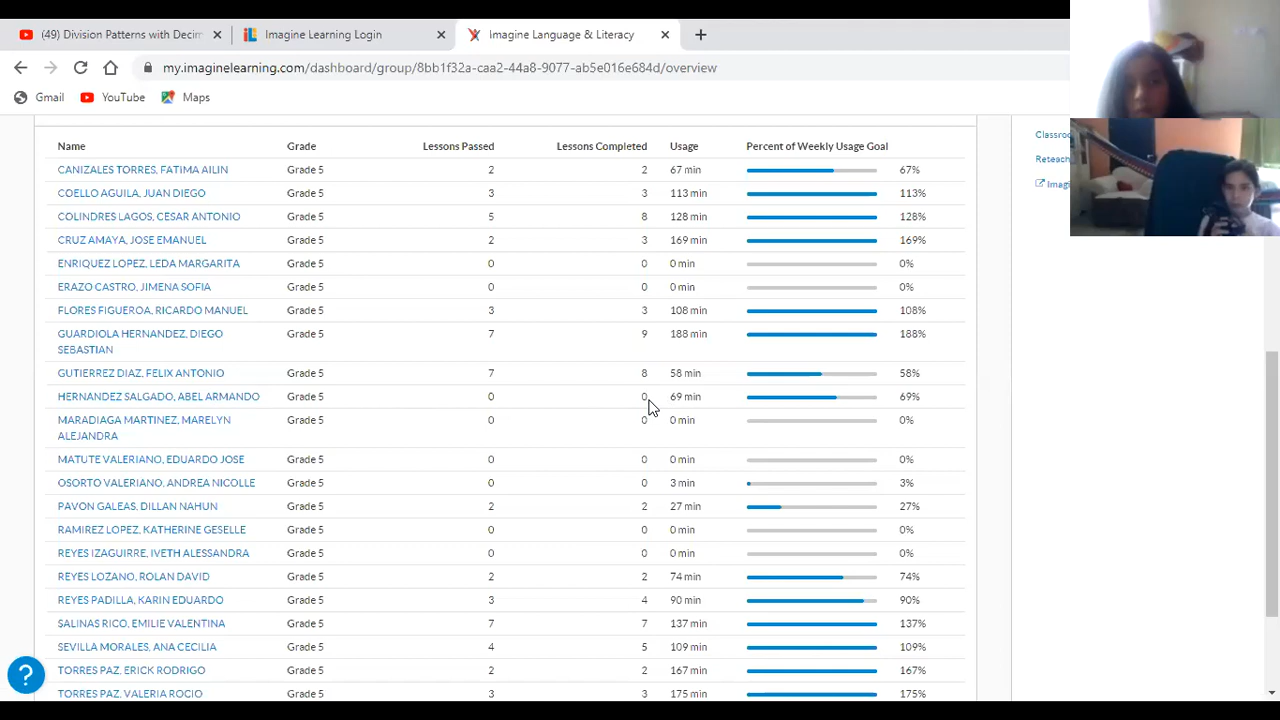 (49) Division Patterns with Decim
Imagine Learning Login
Imagine Language & Literacy
my.imaginelearning.com/dashboard/group/8bb1f32a-caa2-44a8-9077-ab5e016e684d/overview
Gmail YouTube Maps
Name Grade Lessons Passed Lessons Completed Usage Percent of Weekly Usage Goal
CANIZALES TORRES, FATIMA AILIN Grade 5 2 2 67 min 67%
COELLO AGUILA, JUAN DIEGO Grade 5 3 3 113 min 113%
COLINDRES LAGOS, CESAR ANTONIO Grade 5 5 8 128 min 128%
CRUZ AMAYA, JOSE EMANUEL Grade 5 2 3 169 min 169%
ENRIQUEZ LOPEZ, LEDA MARGARITA Grade 5 0 0 0 min 0%
ERAZO CASTRO, JIMENA SOFIA Grade 5 0 0 0 min 0%
FLORES FIGUEROA, RICARDO MANUEL Grade 5 3 3 108 min 108%
GUARDIOLA HERNANDEZ, DIEGO Grade 5 7 9 188 min 188%
SEBASTIAN
GUTIERREZ DIAZ, FELIX ANTONIO Grade 5 7 8 58 min 58%
HERNANDEZ SALGADO, ABEL ARMANDO Grade 5 0 0 69 min 69%
MARADIAGA MARTINEZ, MARELYN Grade 5 0 0 0 min 0%
ALEJANDRA
MATUTE VALERIANO, EDUARDO JOSE Grade 5 0 0 0 min 0%
OSORTO VALERIANO, ANDREA NICOLLE Grade 5 0 0 3 min 3%
PAVON GALEAS, DILLAN NAHUN Grade 5 2 2 27 min 27%
RAMIREZ LOPEZ, KATHERINE GESELLE Grade 5 0 0 0 min 0%
REYES IZAGUIRRE, IVETH ALESSANDRA Grade 5 0 0 0 min 0%
REYES LOZANO, ROLAN DAVID Grade 5 2 2 74 min 74%
REYES PADILLA, KARIN EDUARDO Grade 5 3 4 90 min 90%
SALINAS RICO, EMILIE VALENTINA Grade 5 7 7 137 min 137%
SEVILLA MORALES, ANA CECILIA Grade 5 4 5 109 min 109%
TORRES PAZ, ERICK RODRIGO Grade 5 2 2 167 min 167%
TORRES PAZ, VALERIA ROCIO Grade 5 3 3 175 min 175%
Classroo
Reteach
Imagi
?